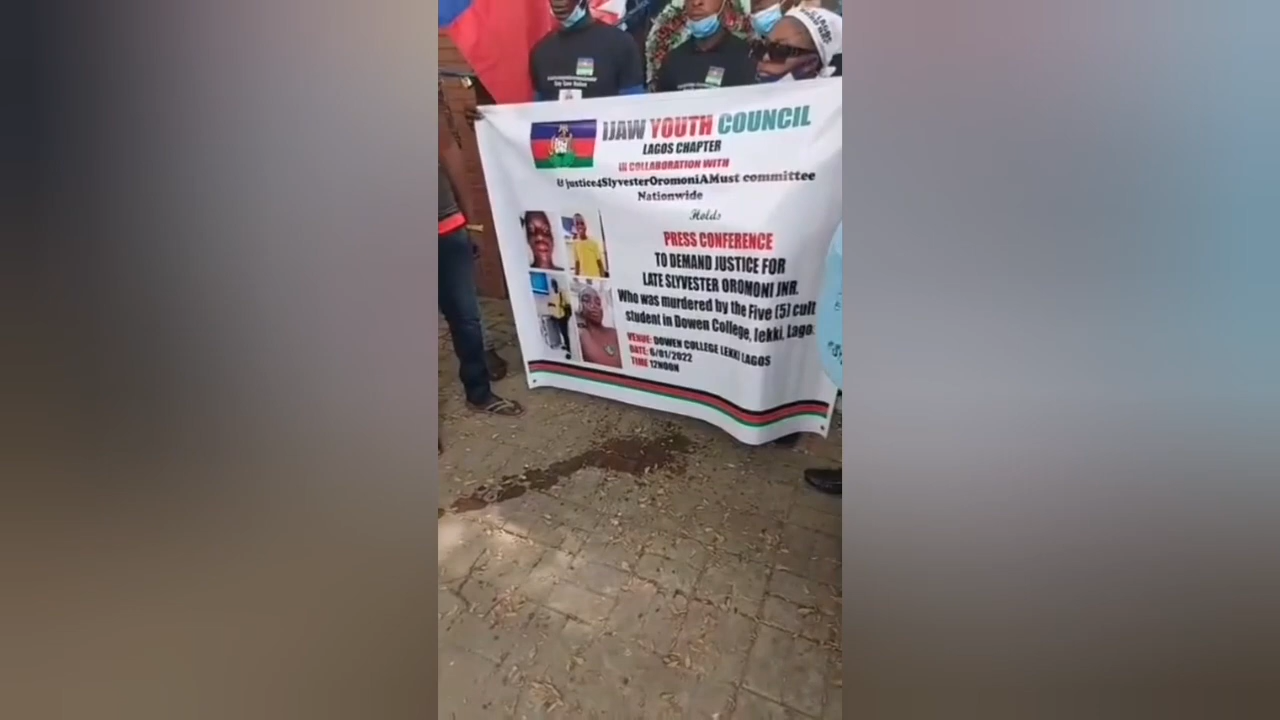 IJAW YOUTH COUNCIL
LAGOS CHAPTER
IN COLLABORATION WITH
justice4SlyvesterOromoniAMust committee
Nationwide
Holds
PRESS CONFERENCE
TO DEMAND JUSTICE FOR
LATE SLYVESTER OROMONI JNR.
Who was murdered by the Five (5) cult
student in Dowen College, lekki, Lago
VENUE: DOWEN COLLEGE LEKKI LAGOS
DATE: 6/01/2022
TIME 12NOON